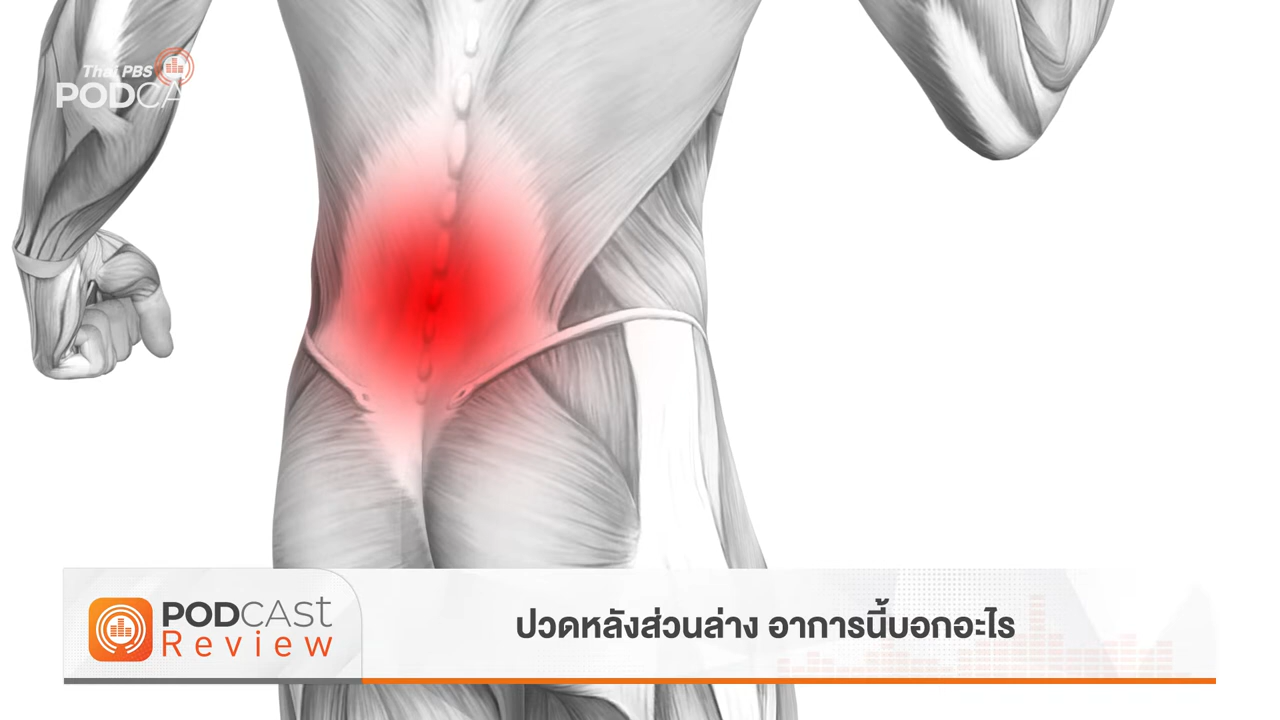 Thai PBS
PODCA
PODCASt
Review
ปวดหลังส่วนล่าง อาการนี้บอกอะไร